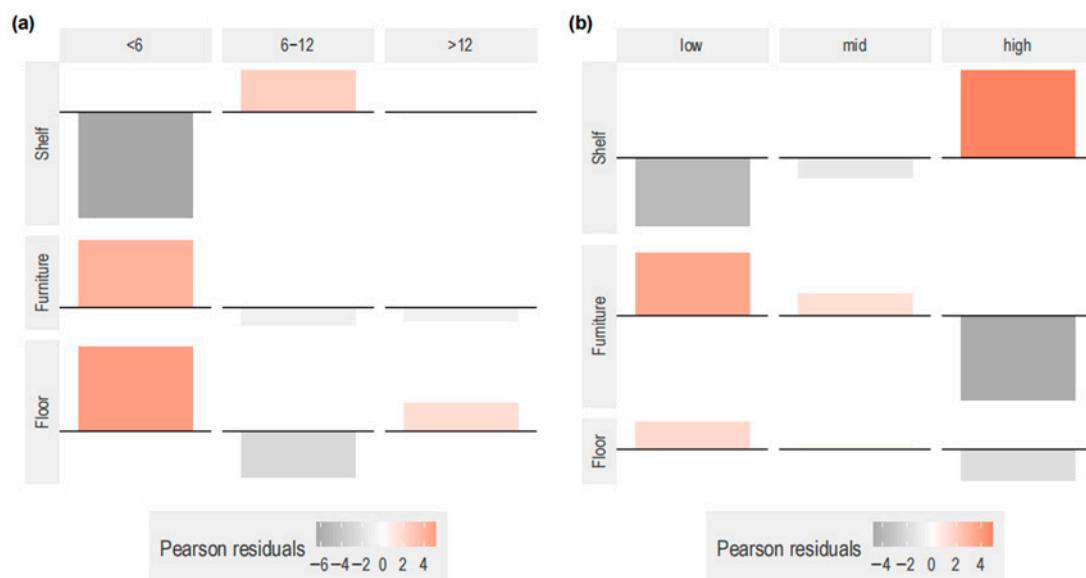 (a)
<6 6−12 >12
Shelf
Furniture
Floor
Pearson residuals
−6 −4 −2 0 2 4
(b)
low mid high
Shelf
Furniture
Floor
Pearson residuals
−4 −2 0 2 4